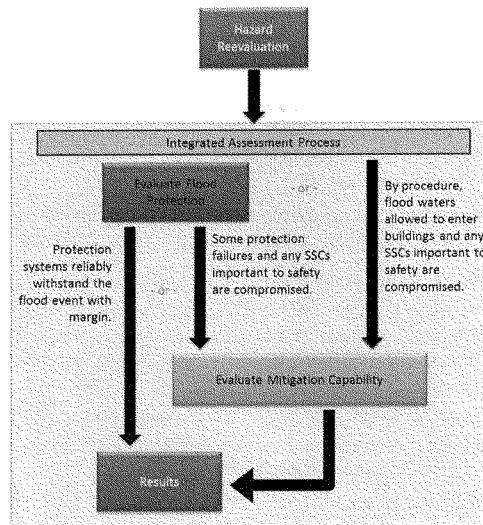 Hazard
Reevaluation
Integrated Assessment Process
Evaluate Flood
Protection
- or -
By procedure,
flood waters
allowed to enter
buildings and any
SSCs important to
safety are
compromised.
Protection
systems reliably
withstand the
flood event with
margin.
- or -
Some protection
failures and any SSCs
important to safety
are compromised.
Evaluate Mitigation Capability
Results